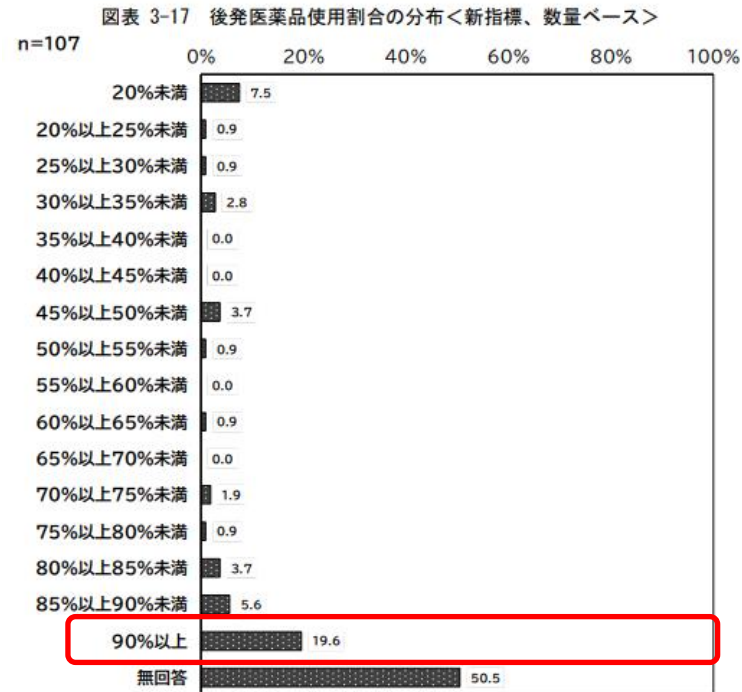 図表 3-17 後発医薬品使用割合の分布<新指標、数量ベース>
n=107
0% 20% 40% 60% 80% 100%
20%未満 7.5
20%以上25%未満 0.9
25%以上30%未満 0.9
30%以上35%未満 2.8
35%以上40%未満 0.0
40%以上45%未満 0.0
45%以上50%未満 3.7
50%以上55%未満 0.9
55%以上60%未満 0.0
60%以上65%未満 0.9
65%以上70%未満 0.0
70%以上75%未満 1.9
75%以上80%未満 0.9
80%以上85%未満 3.7
85%以上90%未満 5.6
90%以上 19.6
無回答 50.5